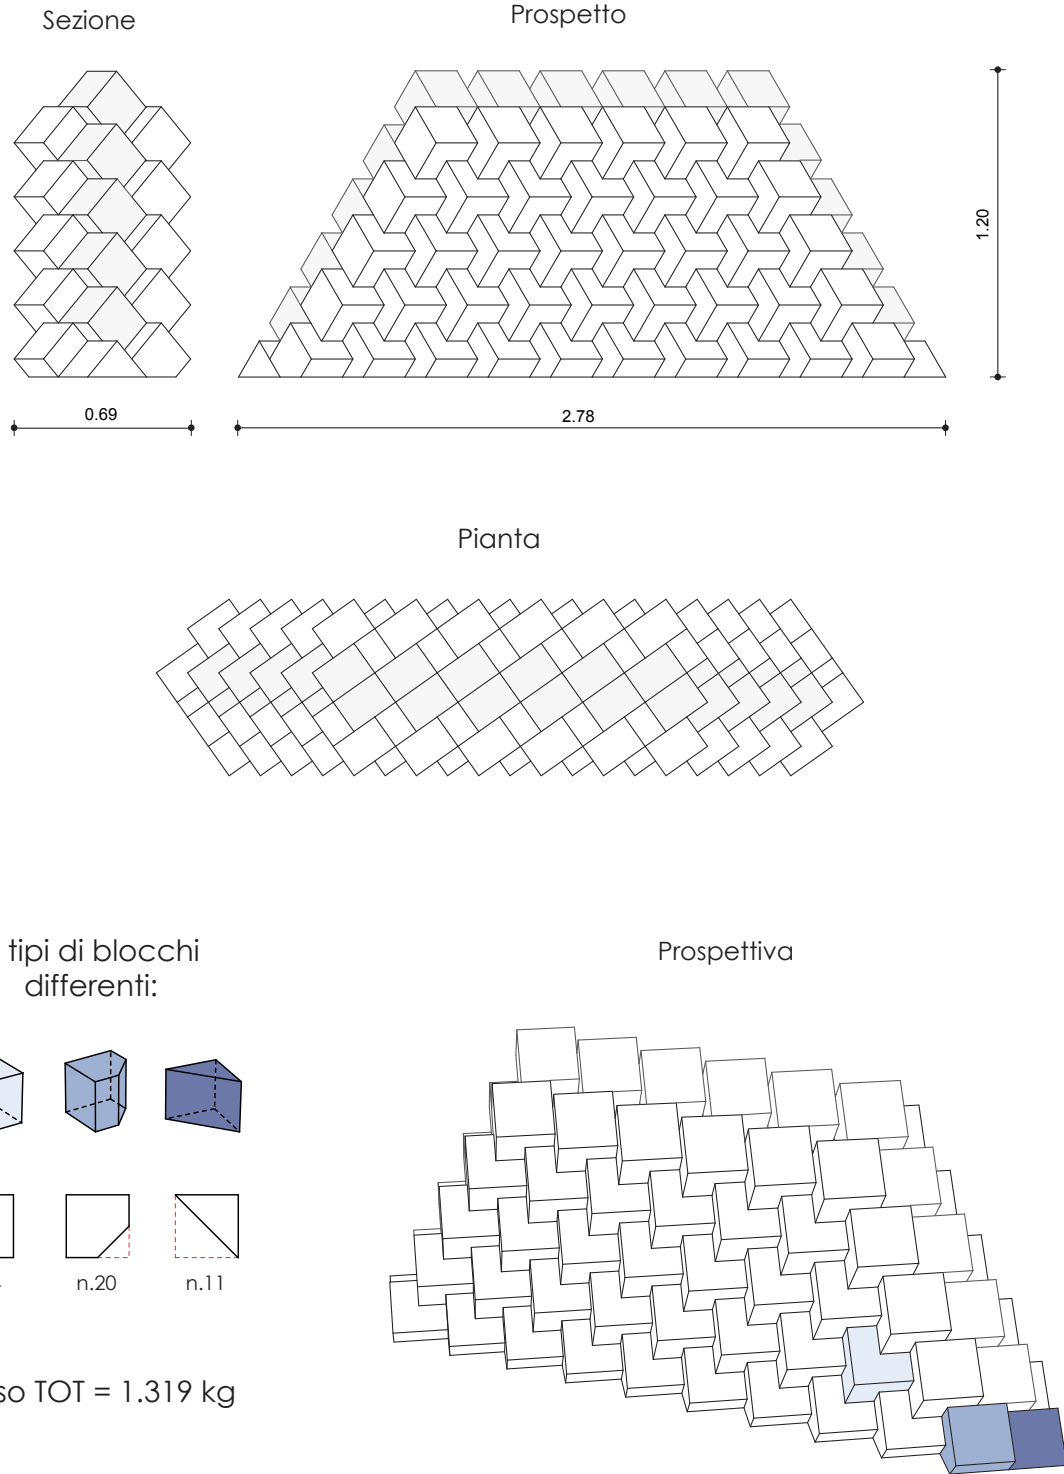 Sezione
Prospetto
1.20
0.69
2.78
Pianta
tipi di blocchi
differenti:
Prospettiva
n.20
n.11
TOT = 1.319 kg